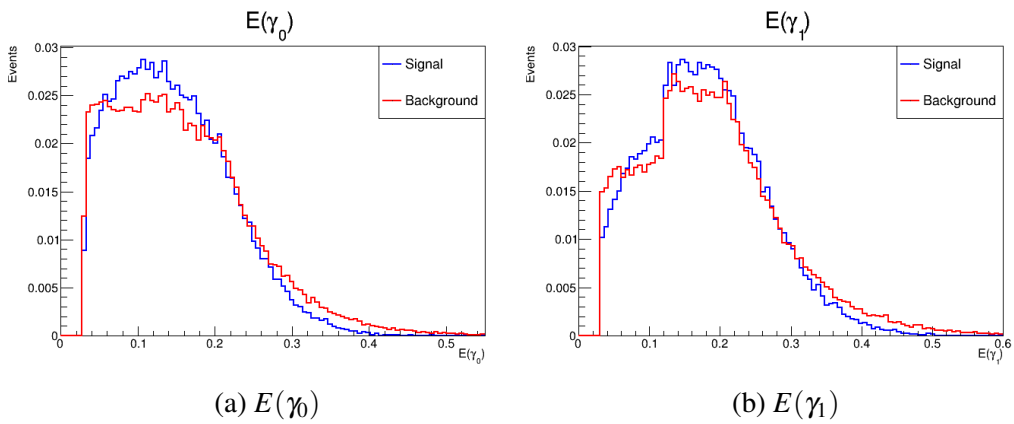 E(γ₀)
Events
0.03
0.025
0.02
0.015
0.01
0.005
0
Signal
Background
0 0.1 0.2 0.3 0.4 0.5
E(γ₀)
(a) E(γ₀)
E(γ₁)
Events
0.03
0.025
0.02
0.015
0.01
0.005
0
Signal
Background
0 0.1 0.2 0.3 0.4 0.5 0.6
E(γ₁)
(b) E(γ₁)